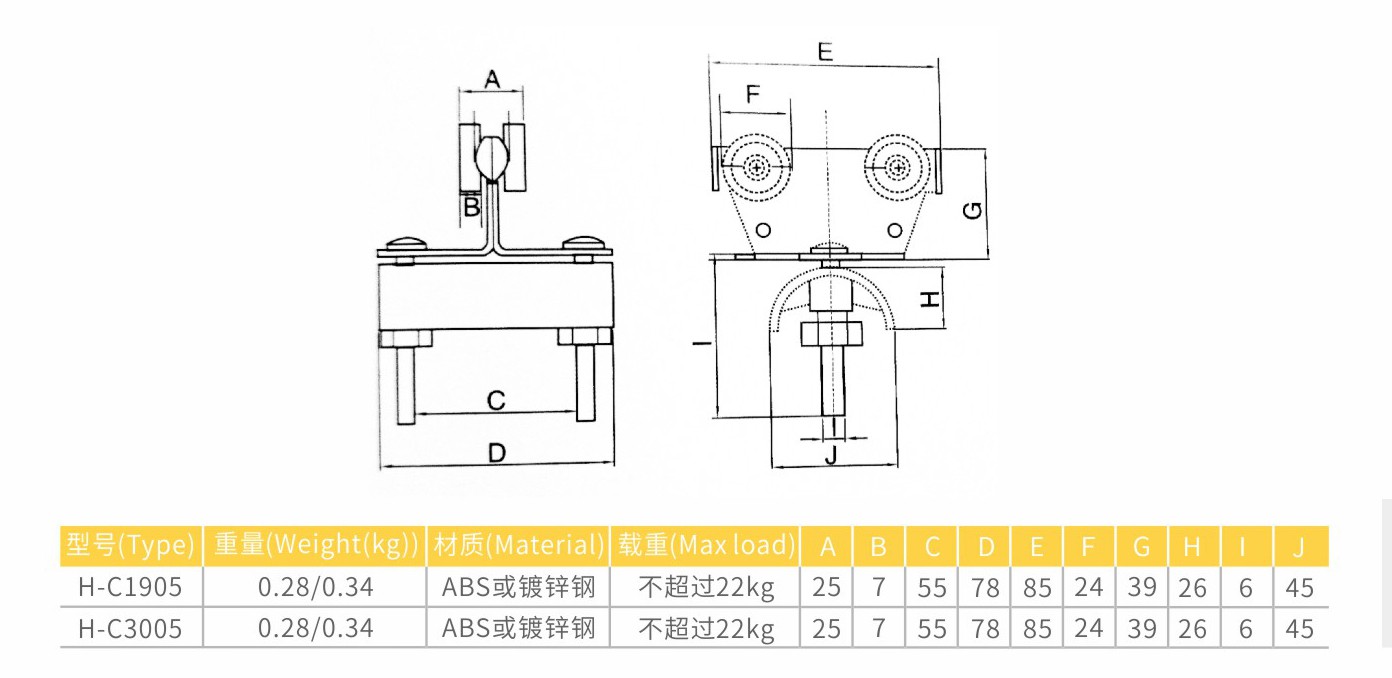 A
B
C
D
E
F
G
H
I
I
J
型号(Type) 重量(Weight(kg)) 材质(Material) 载重(Max load) A B C D E F G H I J
H-C1905 0.28/0.34 ABS或镀锌钢 不超过22kg 25 7 55 78 85 24 39 26 6 45
H-C3005 0.28/0.34 ABS或镀锌钢 不超过22kg 25 7 55 78 85 24 39 26 6 45